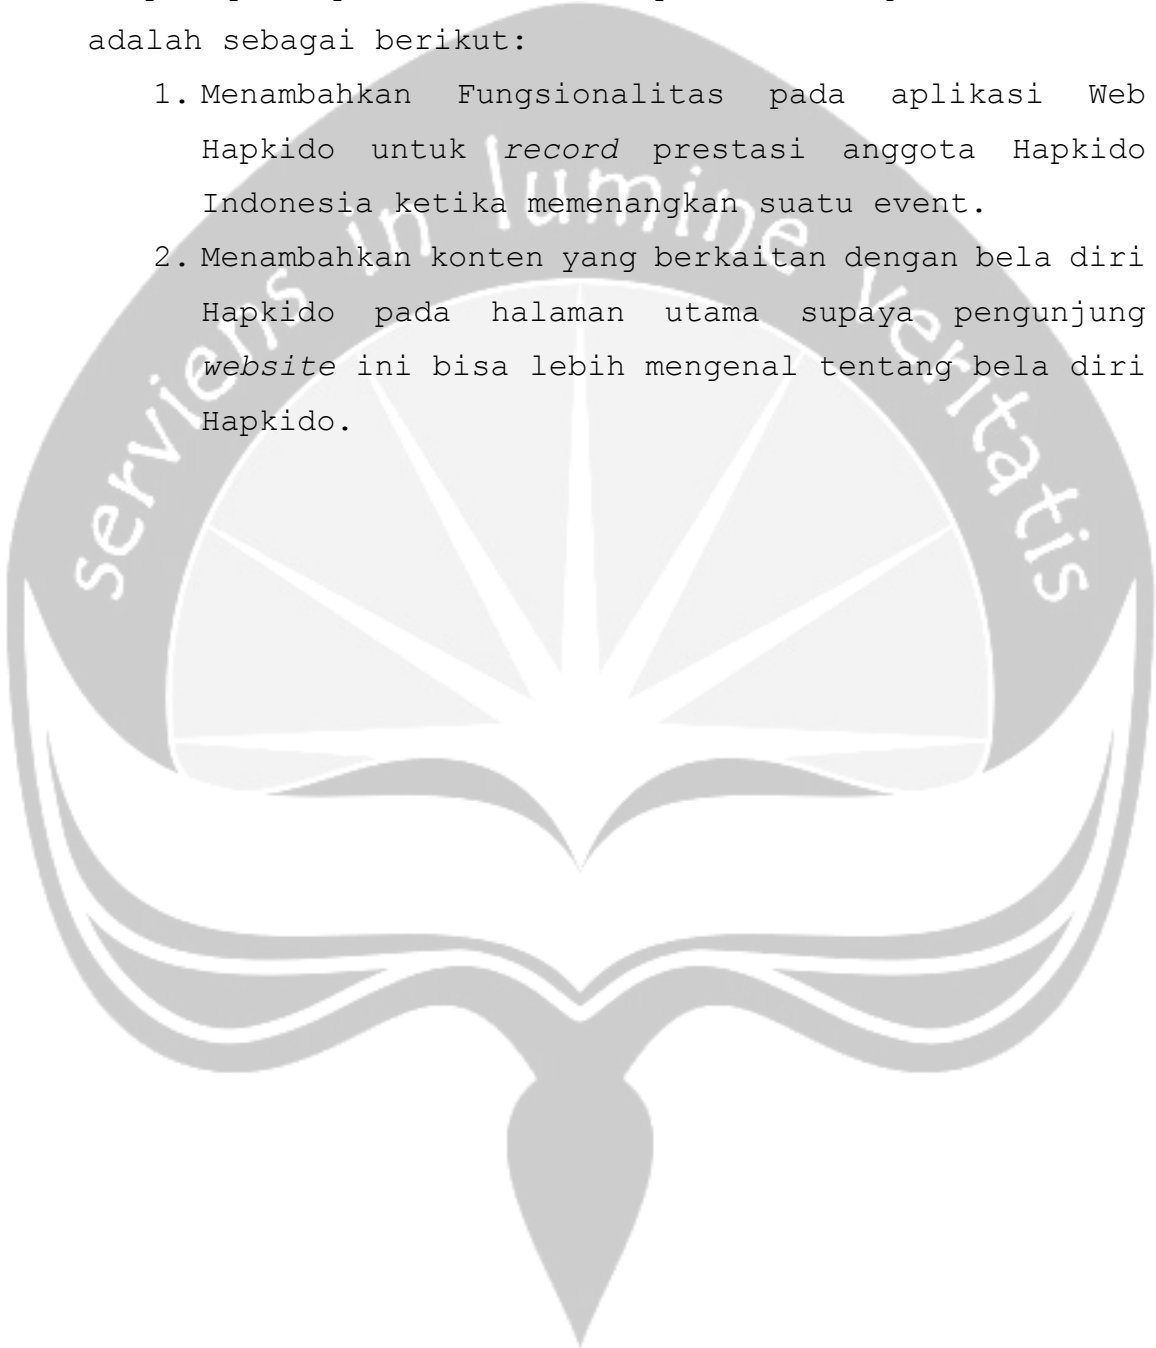 adalah sebagai berikut:
1. Menambahkan Fungsionalitas pada aplikasi Web
Hapkido untuk record prestasi anggota Hapkido
Indonesia ketika memenangkan suatu event.
2. Menambahkan konten yang berkaitan dengan bela diri
Hapkido pada halaman utama supaya pengunjung
website ini bisa lebih mengenal tentang bela diri
Hapkido.
serviens in lumine veritatis